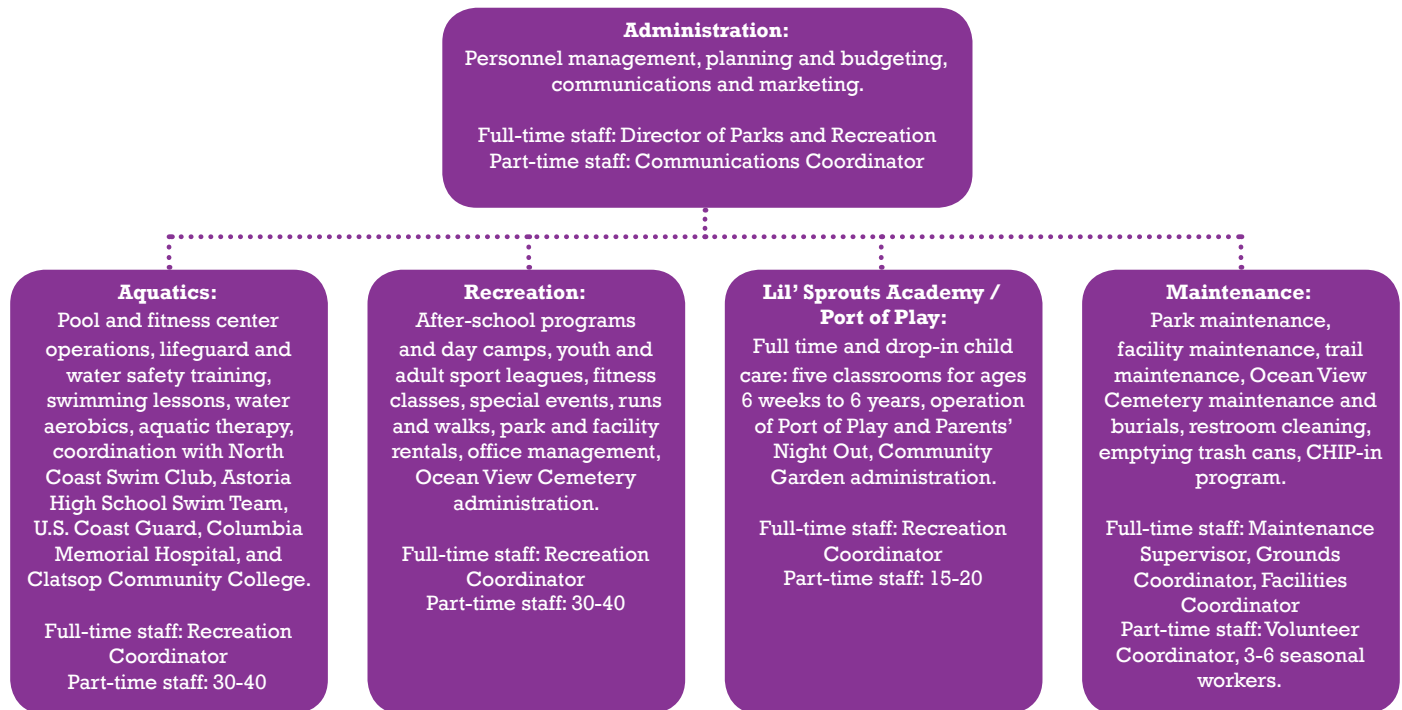 Administration:
Personnel management, planning and budgeting,
communications and marketing.
Full-time staff: Director of Parks and Recreation
Part-time staff: Communications Coordinator
Aquatics:
Pool and fitness center
operations, lifeguard and
water safety training,
swimming lessons, water
aerobics, aquatic therapy,
coordination with North
Coast Swim Club, Astoria
High School Swim Team,
U.S. Coast Guard, Columbia
Memorial Hospital, and
Clatsop Community College.
Full-time staff: Recreation
Coordinator
Part-time staff: 30-40
Recreation:
After-school programs
and day camps, youth and
adult sport leagues, fitness
classes, special events, runs
and walks, park and facility
rentals, office management,
Ocean View Cemetery
administration.
Full-time staff: Recreation
Coordinator
Part-time staff: 30-40
Lil' Sprouts Academy /
Port of Play:
Full time and drop-in child
care: five classrooms for ages
6 weeks to 6 years, operation
of Port of Play and Parents'
Night Out, Community
Garden administration.
Full-time staff: Recreation
Coordinator
Part-time staff: 15-20
Maintenance:
Park maintenance,
facility maintenance, trail
maintenance, Ocean View
Cemetery maintenance and
burials, restroom cleaning,
emptying trash cans, CHIP-in
program.
Full-time staff: Maintenance
Supervisor, Grounds
Coordinator, Facilities
Coordinator
Part-time staff: Volunteer
Coordinator, 3-6 seasonal
workers.